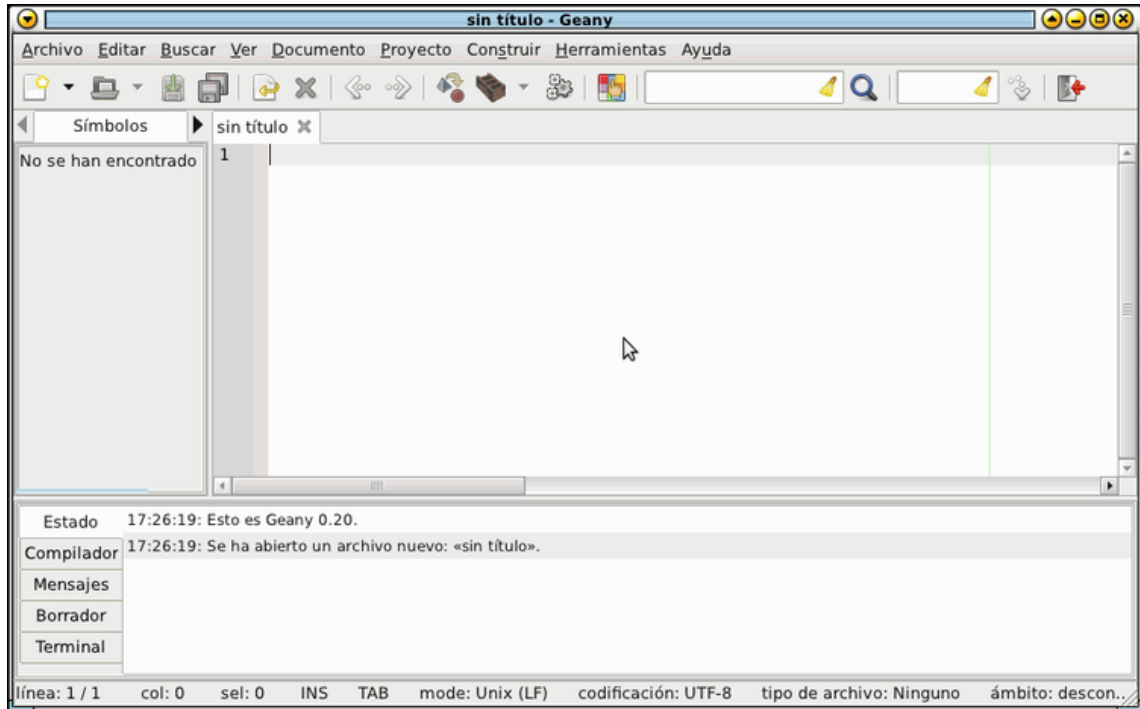 sin título - Geany
Archivo Editar Buscar Ver Documento Proyecto Construir Herramientas Ayuda
Símbolos
sin título
No se han encontrado
1
Estado
17:26:19: Esto es Geany 0.20.
Compilador
17:26:19: Se ha abierto un archivo nuevo: «sin título».
Mensajes
Borrador
Terminal
línea: 1 / 1 col: 0 sel: 0 INS TAB mode: Unix (LF) codificación: UTF-8 tipo de archivo: Ninguno ámbito: descon...